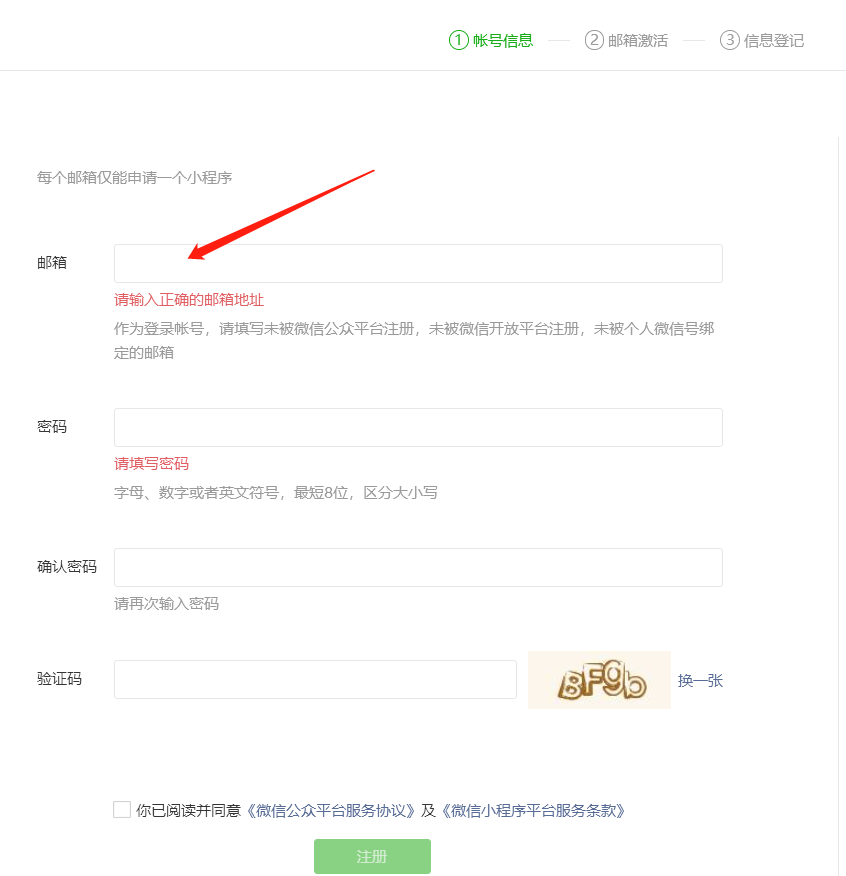 ① 帐号信息 ② 邮箱激活 ③ 信息登记
每个邮箱仅能申请一个小程序
邮箱
请输入正确的邮箱地址
作为登录帐号，请填写未被微信公众平台注册，未被微信开放平台注册，未被个人微信号绑
定的邮箱
密码
请填写密码
字母、数字或者英文符号，最短8位，区分大小写
确认密码
请再次输入密码
验证码 BFgb 换一张
你已阅读并同意《微信公众平台服务协议》及《微信小程序平台服务条款》
注册